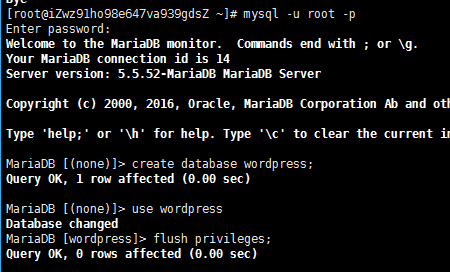 Bye
[root@iZwz91ho98e647va939gdsZ ~]# mysql -u root -p
Enter password:
Welcome to the MariaDB monitor.  Commands end with ; or \g.
Your MariaDB connection id is 14
Server version: 5.5.52-MariaDB MariaDB Server
Copyright (c) 2000, 2016, Oracle, MariaDB Corporation Ab and oth
Type 'help;' or '\h' for help. Type '\c' to clear the current in
MariaDB [(none)]> create database wordpress;
Query OK, 1 row affected (0.00 sec)
MariaDB [(none)]> use wordpress
Database changed
MariaDB [wordpress]> flush privileges;
Query OK, 0 rows affected (0.00 sec)